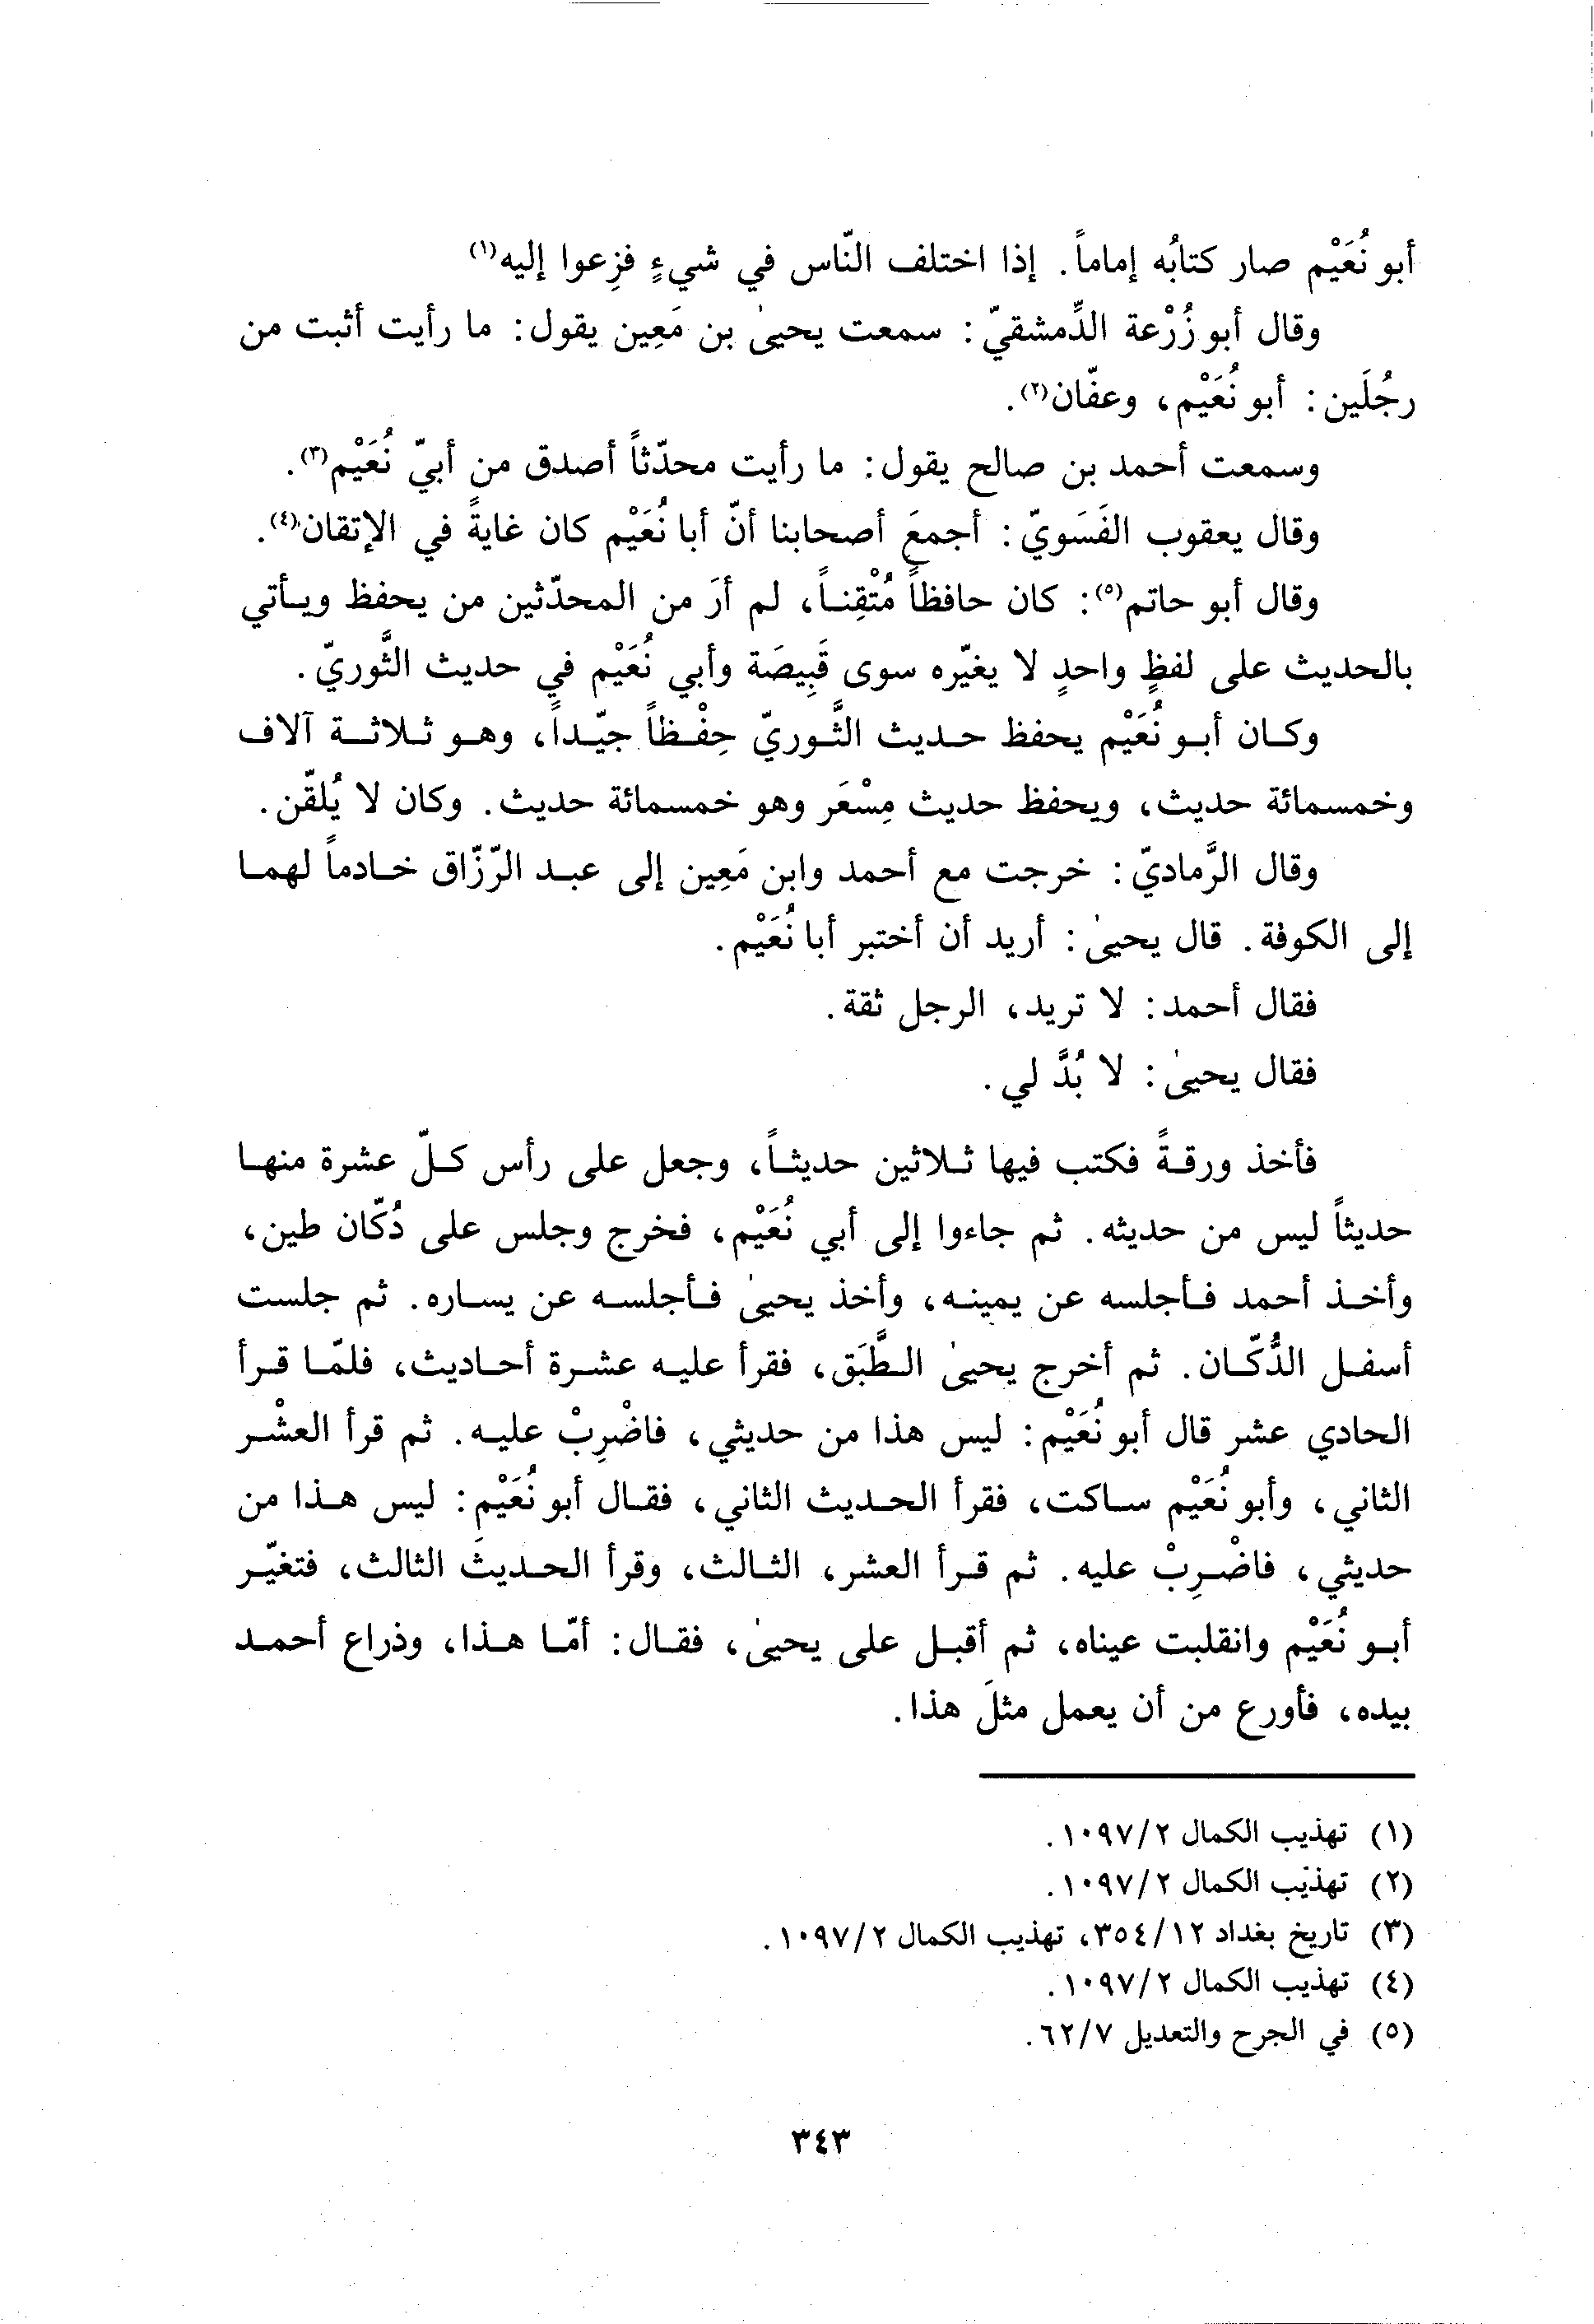 أبو نُعَيْم صار كتابُه إماماً. إذا اختلف النّاس في شيءٍ فزِعوا إليه(١)
وقال أبو زُرْعة الدِّمشقيّ: سمعت يحيىٰ بن مَعِين يقول: ما رأيت أثبت من
رجُلَين: أبو نُعَيْم، وعفّان(٢).
وسمعت أحمد بن صالح يقول: ما رأيت محدّثاً أصدق من أبيّ نُعَيْم(٣).
وقال يعقوب الفَسَويّ: أجمعَ أصحابنا أنّ أبا نُعَيْم كان غايةً في الإتقان(٤).
وقال أبو حاتم(٥): كان حافظاً مُتْقِناً، لم أرَ من المحدّثين من يحفظ ويأتي
بالحديث على لفظٍ واحدٍ لا يغيّره سوى قَبِيصَة وأبي نُعَيْم في حديث الثَّوريّ.
وكان أبو نُعَيْم يحفظ حديث الثَّوريّ حِفْظاً جيّداً، وهو ثلاثة آلاف
وخمسمائة حديث، ويحفظ حديث مِسْعَر وهو خمسمائة حديث. وكان لا يُلقّن.
وقال الرَّماديّ: خرجت مع أحمد وابن مَعِين إلى عبد الرّزّاق خادماً لهما
إلى الكوفة. قال يحيىٰ: أريد أن أختبر أبا نُعَيْم.
فقال أحمد: لا تريد، الرجل ثقة.
فقال يحيىٰ: لا بُدَّ لي.
فأخذ ورقةً فكتب فيها ثلاثين حديثاً، وجعل على رأس كلّ عشرة منها
حديثاً ليس من حديثه. ثم جاءوا إلى أبي نُعَيْم، فخرج وجلس على دُكّان طين،
وأخذ أحمد فأجلسه عن يمينه، وأخذ يحيىٰ فأجلسه عن يساره. ثم جلست
أسفل الدُّكّان. ثم أخرج يحيىٰ الطَّبَق، فقرأ عليه عشرة أحاديث، فلمّا قرأ
الحادي عشر قال أبو نُعَيْم: ليس هذا من حديثي، فاضْرِبْ عليه. ثم قرأ العشْر
الثاني، وأبو نُعَيْم ساكت، فقرأ الحديث الثاني، فقال أبو نُعَيْم: ليس هذا من
حديثي، فاضْرِبْ عليه. ثم قرأ العشر، الثالث، وقرأ الحديثَ الثالث، فتغيّر
أبو نُعَيْم وانقلبت عيناه، ثم أقبل على يحيىٰ، فقال: أمّا هذا، وذراع أحمد
بيده، فأورع من أن يعمل مثلَ هذا.
(١) تهذيب الكمال ١٠٩٧/٢.
(٢) تهذيب الكمال ١٠٩٧/٢.
(٣) تاريخ بغداد ٣٥٤/١٢، تهذيب الكمال ١٠٩٧/٢.
(٤) تهذيب الكمال ١٠٩٧/٢.
(٥) في الجرح والتعديل ٦٢/٧.
٣٤٣